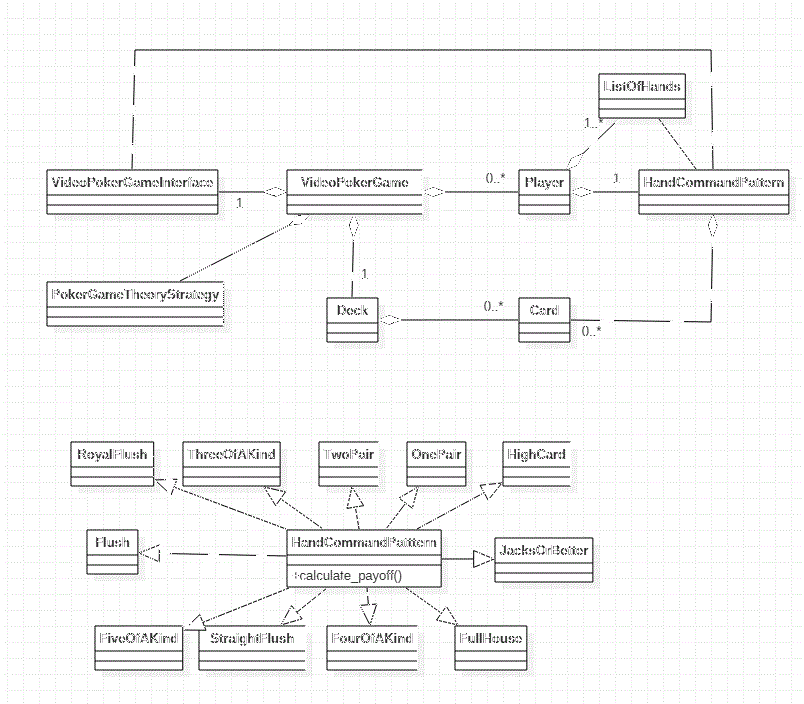 ListOfHands
1..*
VideoPokerGameInterface
VideoPokerGame
0..*
Player
1
HandCommandPattern
1
1
PokerGameTheoryStrategy
Deck
0..*
Card
0..*
RoyalFlush
ThreeOfAKind
TwoPair
OnePair
HighCard
Flush
HandCommandPatttern
+calculate_payoff()
JacksOrBetter
FiveOfAKind
StraightFlush
FourOfAKind
FullHouse